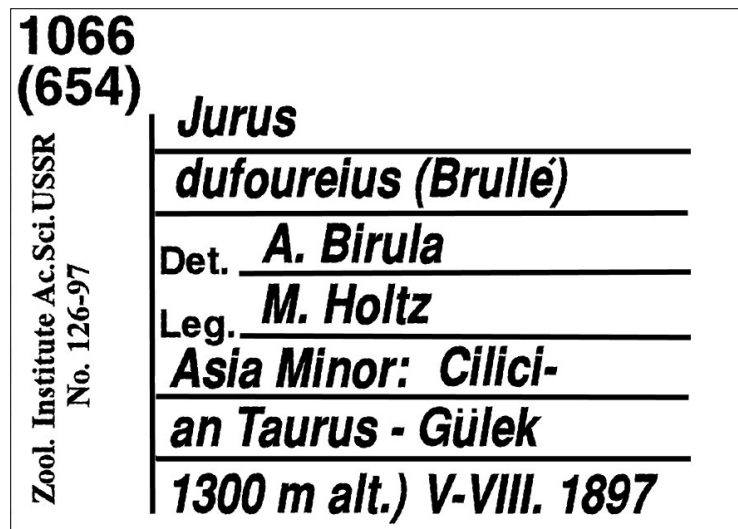 1066
(654)
Zool. Institute Ac.Sci.USSR
No. 126-97
Jurus
dufoureius (Brullé)
Det. A. Birula
Leg. M. Holtz
Asia Minor: Cilici-
an Taurus - Gülek
1300 m alt.) V-VIII. 1897